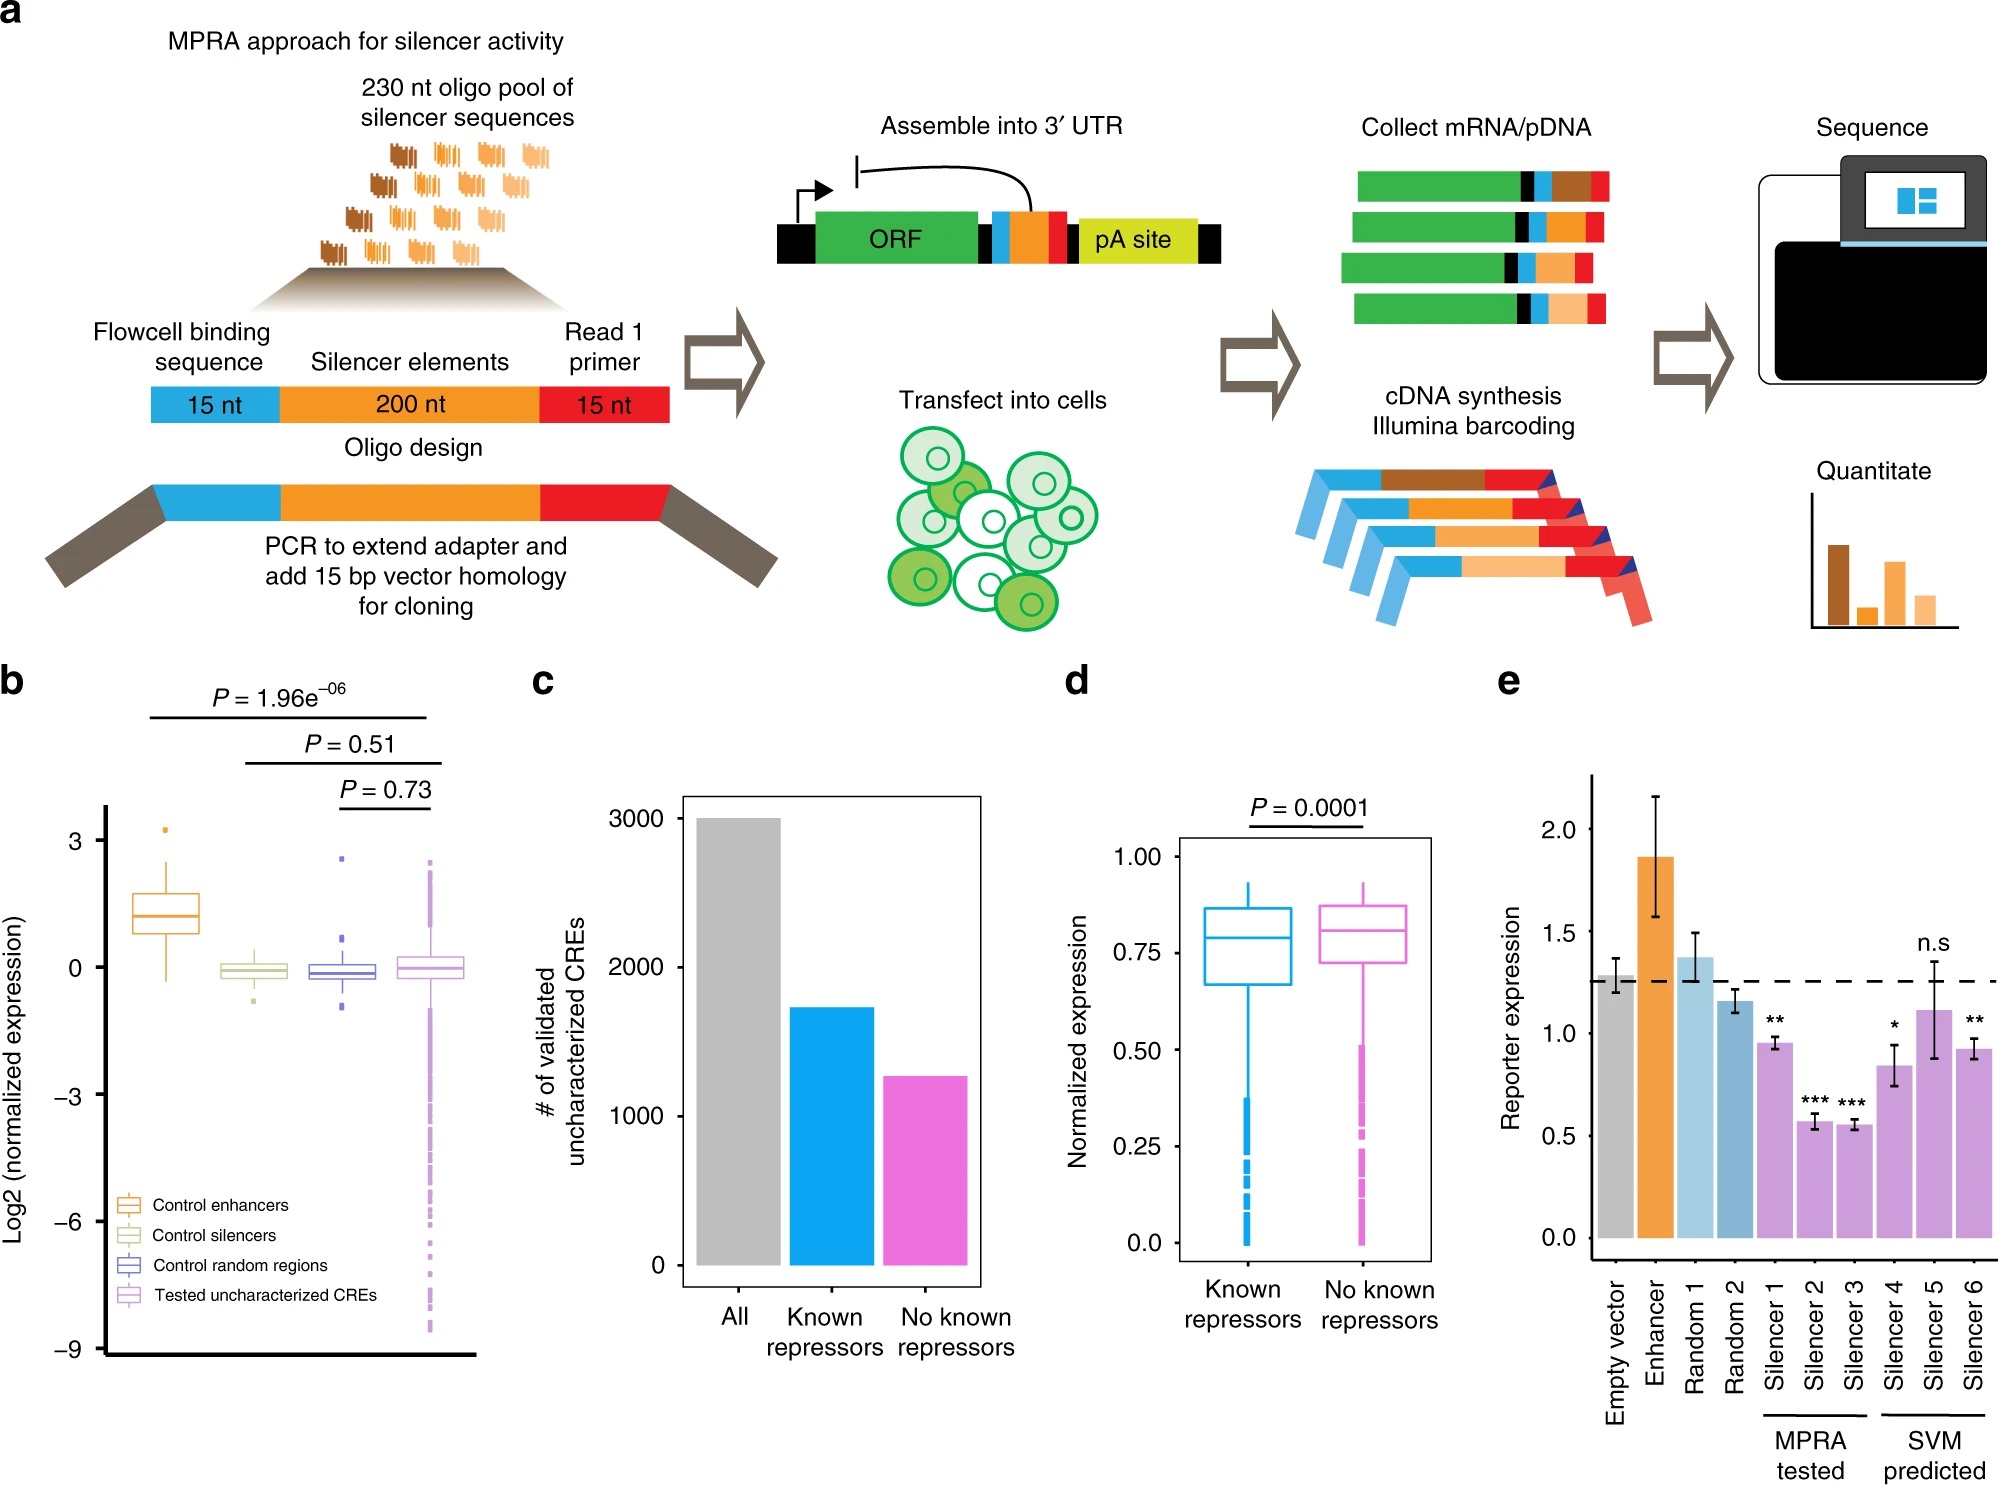 a
MPRA approach for silencer activity
230 nt oligo pool of
silencer sequences
Flowcell binding
sequence
Silencer elements
Read 1
primer
15 nt
200 nt
15 nt
Oligo design
PCR to extend adapter and
add 15 bp vector homology
for cloning
Assemble into 3′ UTR
ORF
pA site
Transfect into cells
Collect mRNA/pDNA
cDNA synthesis
Illumina barcoding
Sequence
Quantitate
b
P = 1.96e−06
P = 0.51
P = 0.73
Log2 (normalized expression)
3
0
−3
−6
−9
Control enhancers
Control silencers
Control random regions
Tested uncharacterized CREs
c
# of validated
uncharacterized CREs
3000
2000
1000
0
All
Known
repressors
No known
repressors
d
P = 0.0001
Normalized expression
1.00
0.75
0.50
0.25
0.0
Known
repressors
No known
repressors
e
Reporter expression
2.0
1.5
1.0
0.5
0.0
**
***
***
*
n.s
**
Empty vector
Enhancer
Random 1
Random 2
Silencer 1
Silencer 2
Silencer 3
Silencer 4
Silencer 5
Silencer 6
MPRA
tested
SVM
predicted